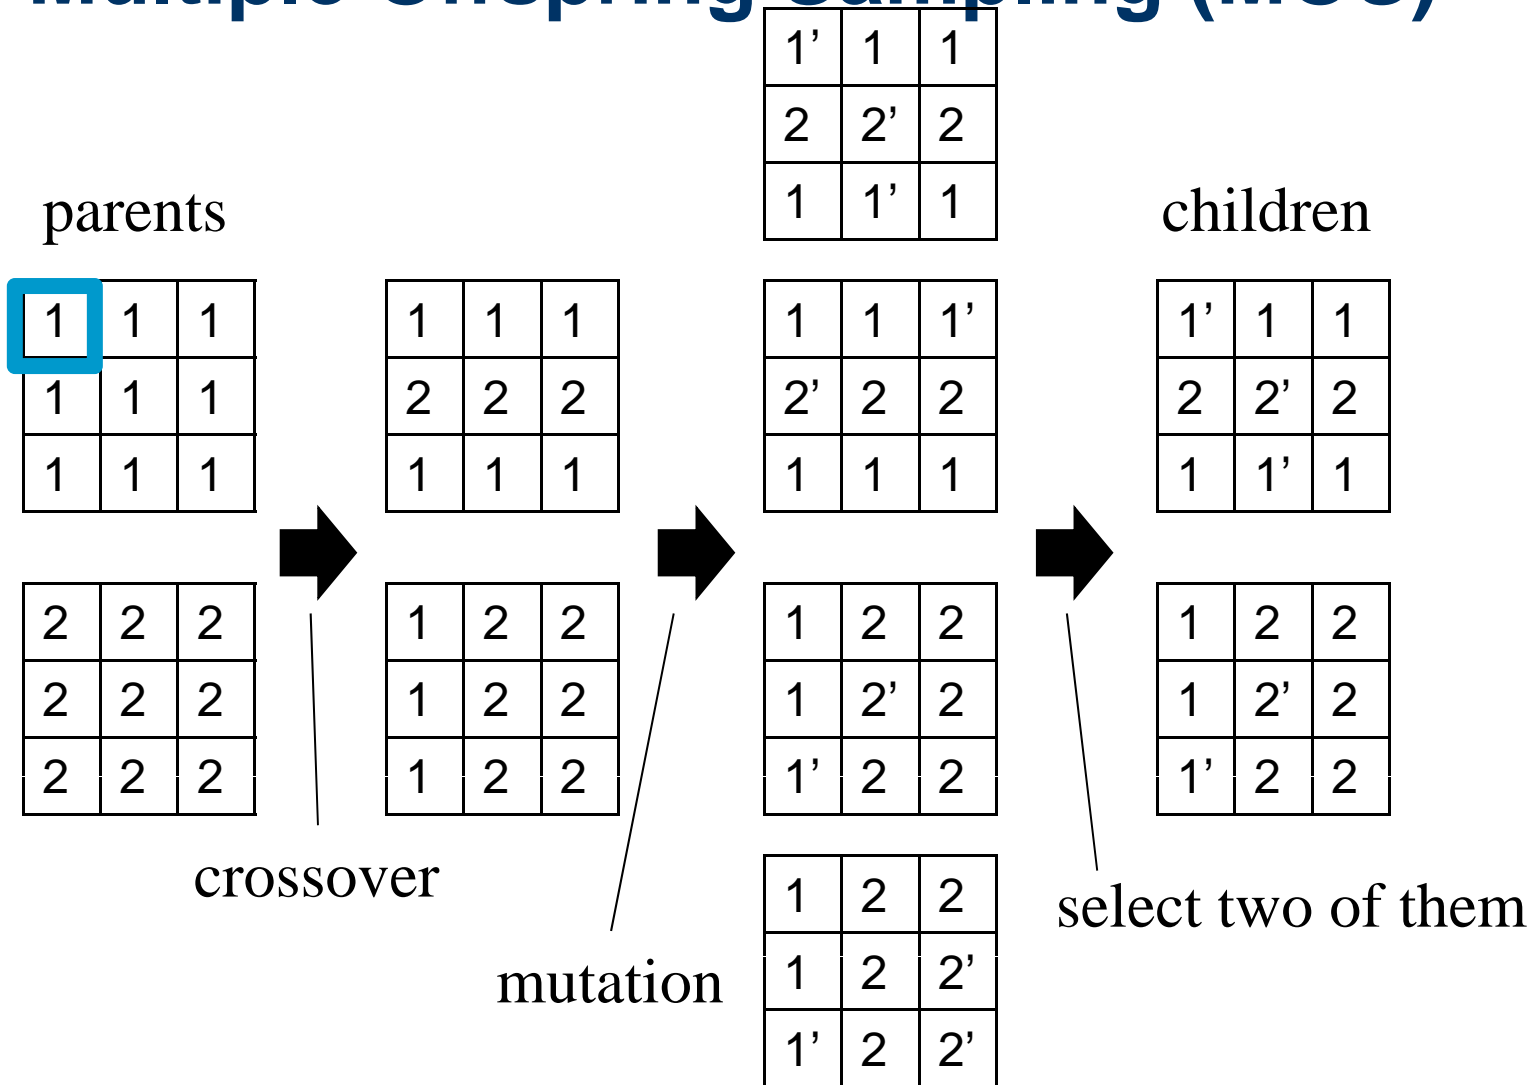 Multiple Offspring Sampling (MOS)
1' 1 1
2 2' 2
1 1' 1
parents
children
1 1 1
1 1 1
1 1 1
1 1 1
2 2 2
1 1 1
1 1 1'
2' 2 2
1 1 1
1' 1 1
2 2' 2
1 1' 1
2 2 2
2 2 2
2 2 2
1 2 2
1 2 2
1 2 2
1 2 2
1 2' 2
1' 2 2
1 2 2
1 2' 2
1' 2 2
crossover
mutation
select two of them
1 2 2
1 2 2'
1' 2 2'